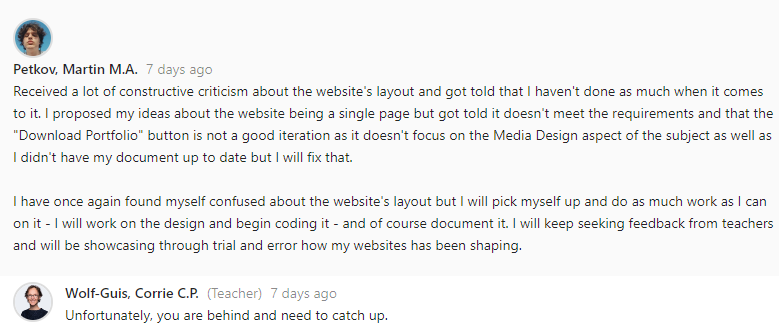 Petkov, Martin M.A. 7 days ago
Received a lot of constructive criticism about the website's layout and got told that I haven't done as much when it comes
to it. I proposed my ideas about the website being a single page but got told it doesn't meet the requirements and that the
"Download Portfolio" button is not a good iteration as it doesn't focus on the Media Design aspect of the subject as well as
I didn't have my document up to date but I will fix that.
I have once again found myself confused about the website's layout but I will pick myself up and do as much work as I can
on it - I will work on the design and begin coding it - and of course document it. I will keep seeking feedback from teachers
and will be showcasing through trial and error how my websites has been shaping.
Wolf-Guis, Corrie C.P. (Teacher) 7 days ago
Unfortunately, you are behind and need to catch up.